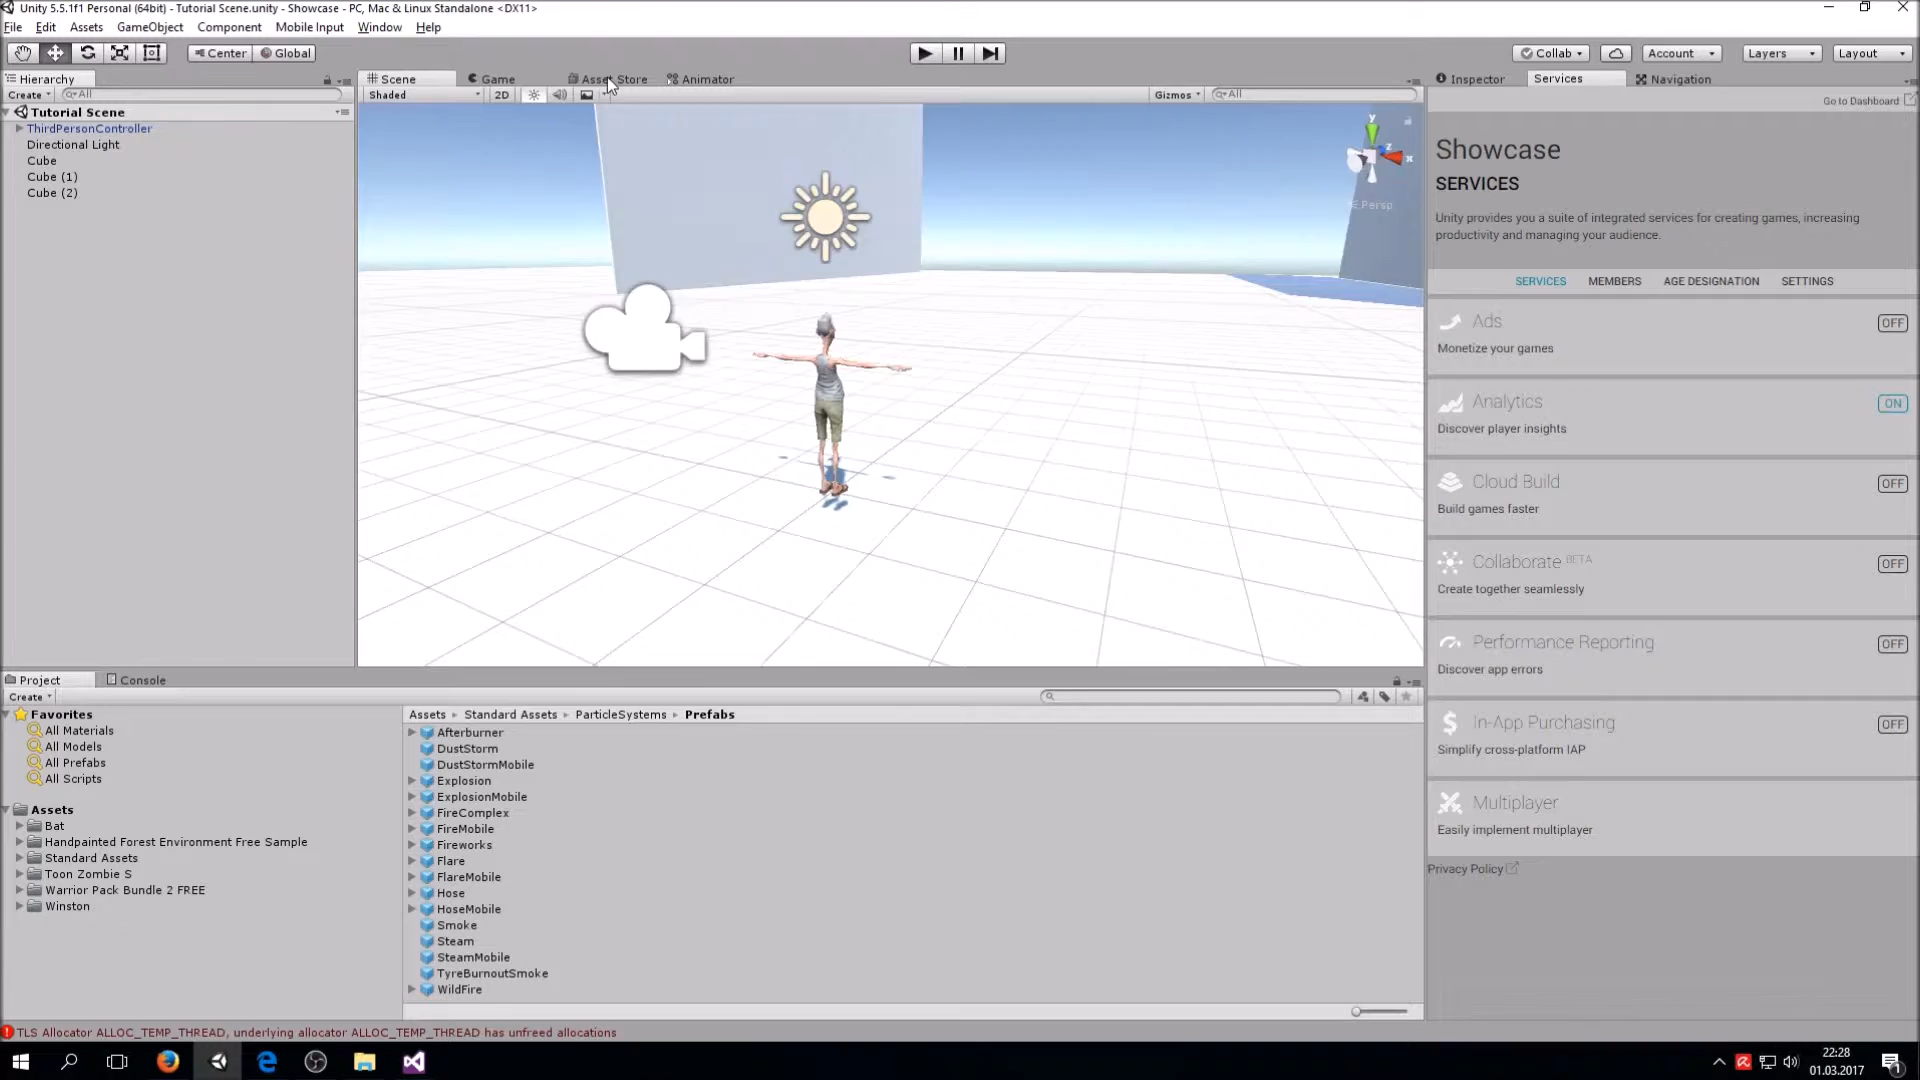 Unity 5.5.1f1 Personal (64bit) - Tutorial Scene.unity - Showcase - PC, Mac & Linux Standalone <DX11>
File Edit Assets GameObject Component Mobile Input Window Help
Center Global Collab Account Layers Layout
Hierarchy Scene Game Asset Store Animator Inspector Services Navigation
Create All Shaded 2D Gizmos All
Go to Dashboard
Tutorial Scene
ThirdPersonController
Directional Light
Cube
Cube (1)
Cube (2)
y
z
x
Persp
Showcase
SERVICES
Unity provides you a suite of integrated services for creating games, increasing
productivity and managing your audience.
SERVICES MEMBERS AGE DESIGNATION SETTINGS
Ads OFF
Monetize your games
Analytics ON
Discover player insights
Cloud Build OFF
Build games faster
Collaborate BETA OFF
Create together seamlessly
Performance Reporting OFF
Discover app errors
In-App Purchasing OFF
Simplify cross-platform IAP
Multiplayer
Easily implement multiplayer
Privacy Policy
Project Console
Create
Favorites
All Materials
All Models
All Prefabs
All Scripts
Assets
Bat
Handpainted Forest Environment Free Sample
Standard Assets
Toon Zombie S
Warrior Pack Bundle 2 FREE
Winston
Assets Standard Assets ParticleSystems Prefabs
Afterburner
DustStorm
DustStormMobile
Explosion
ExplosionMobile
FireComplex
FireMobile
Fireworks
Flare
FlareMobile
Hose
HoseMobile
Smoke
Steam
SteamMobile
TyreBurnoutSmoke
WildFire
TLS Allocator ALLOC_TEMP_THREAD, underlying allocator ALLOC_TEMP_THREAD has unfreed allocations
22:28
01.03.2017
1